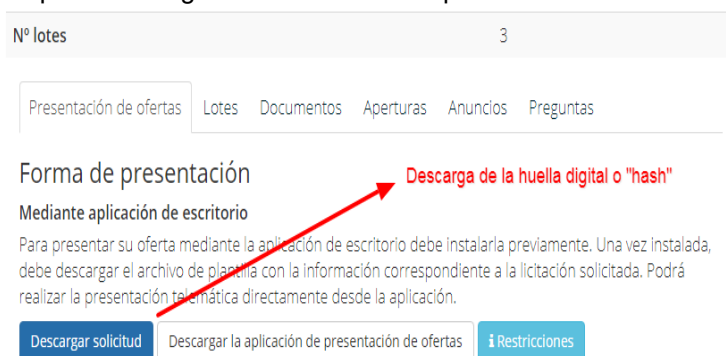 Nº lotes 3
Presentación de ofertas Lotes Documentos Aperturas Anuncios Preguntas
Forma de presentación
Descarga de la huella digital o "hash"
Mediante aplicación de escritorio
Para presentar su oferta mediante la aplicación de escritorio debe instalarla previamente. Una vez instalada,
debe descargar el archivo de plantilla con la información correspondiente a la licitación solicitada. Podrá
realizar la presentación telemática directamente desde la aplicación.
Descargar solicitud Descargar la aplicación de presentación de ofertas i Restricciones